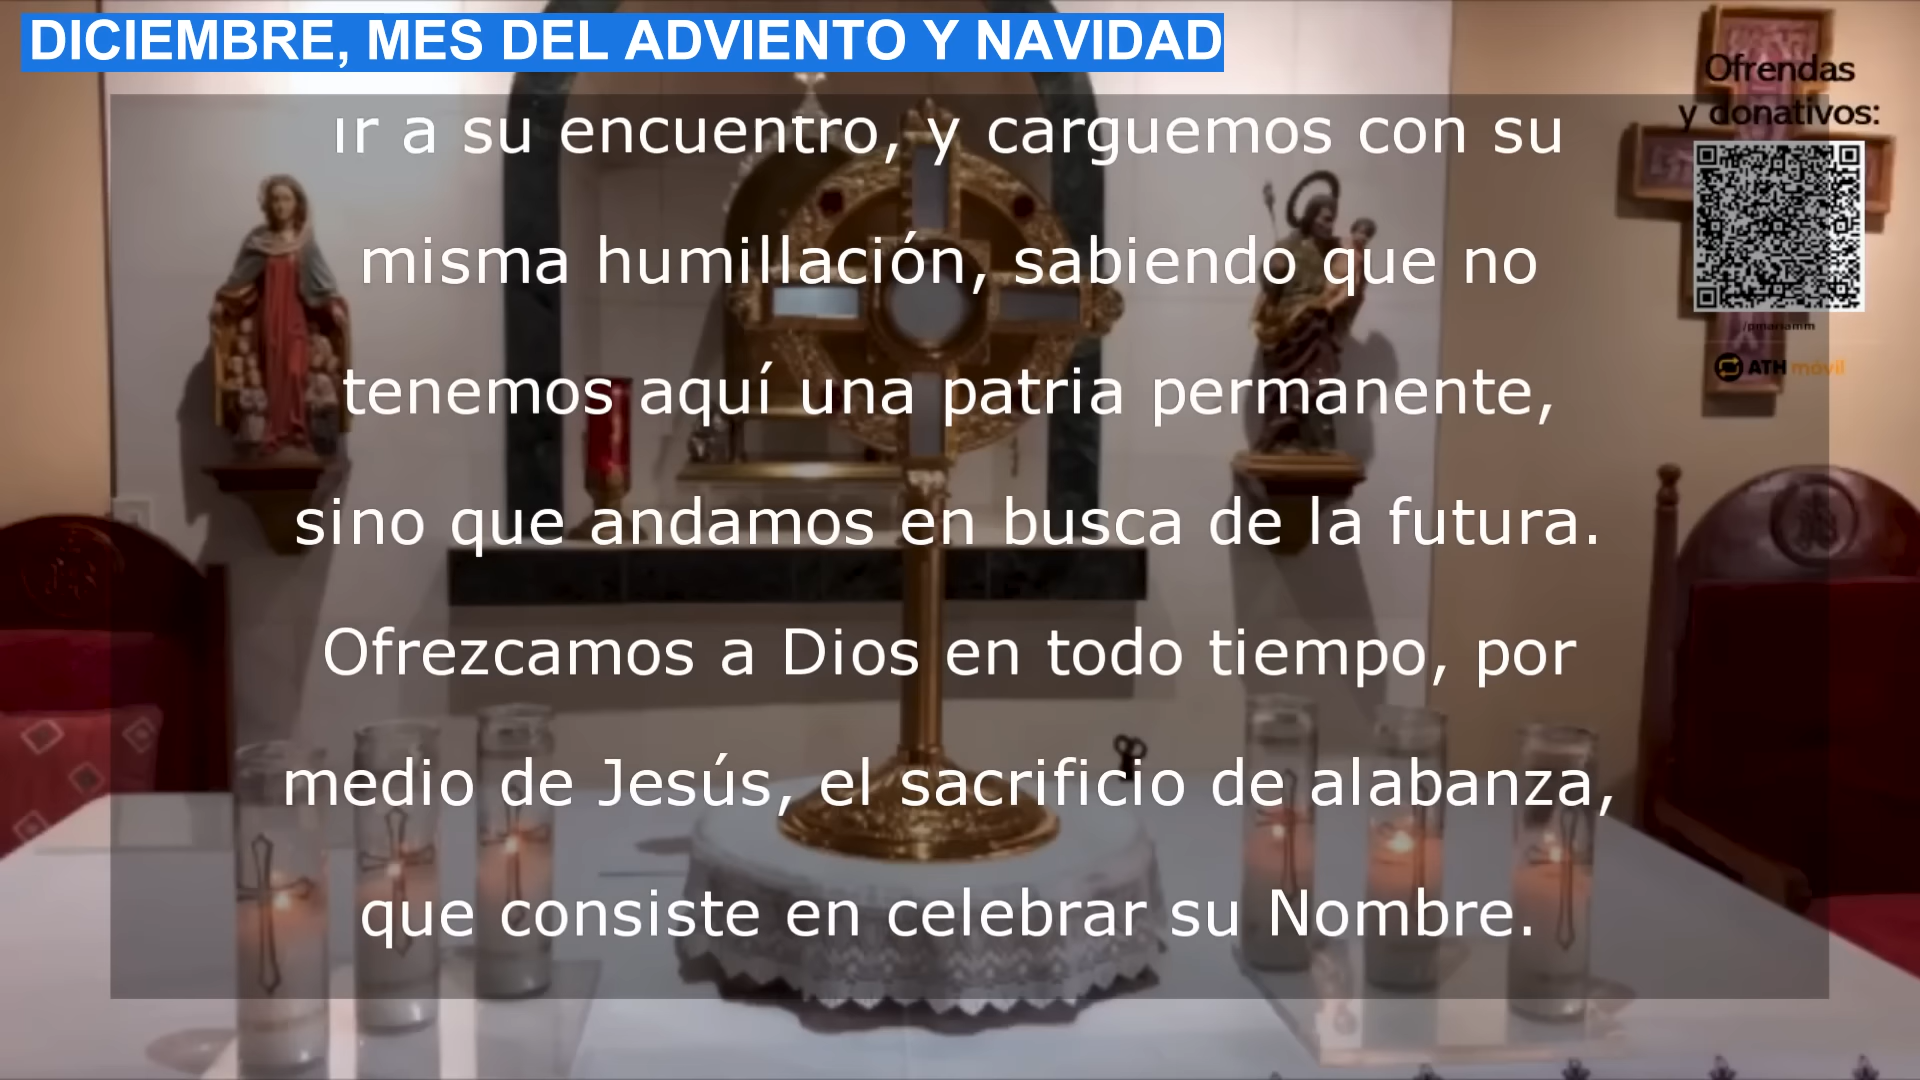 DICIEMBRE, MES DEL ADVIENTO Y NAVIDAD
Ofrendas
y donativos:
/pmariamm
ATH móvil
ir a su encuentro, y carguemos con su
misma humillación, sabiendo que no
tenemos aquí una patria permanente,
sino que andamos en busca de la futura.
Ofrezcamos a Dios en todo tiempo, por
medio de Jesús, el sacrificio de alabanza,
que consiste en celebrar su Nombre.